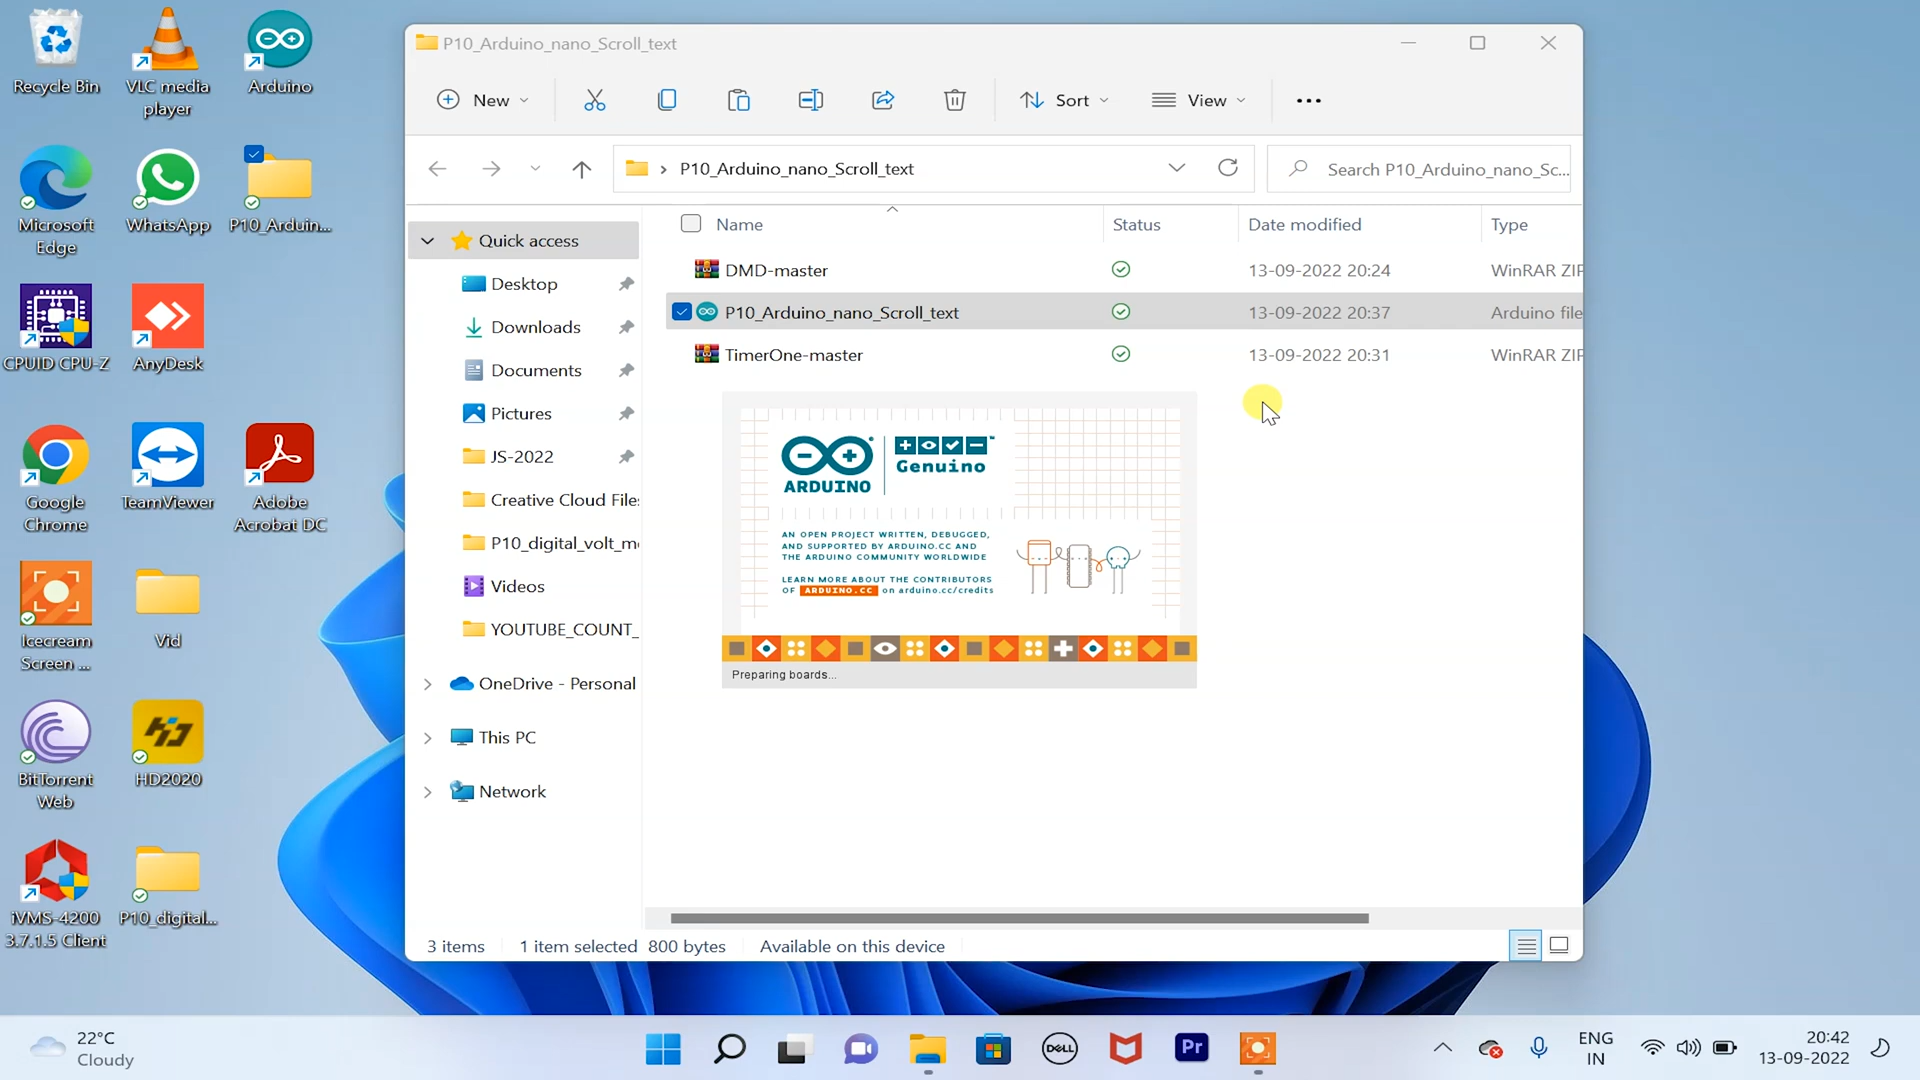 Recycle Bin
VLC media
player
Arduino
Microsoft
Edge
WhatsApp
P10_Arduin...
CPUID CPU-Z
AnyDesk
Google
Chrome
TeamViewer
Adobe
Acrobat DC
Icecream
Screen ...
Vid
BitTorrent
Web
HD2020
iVMS-4200
3.7.1.5 Client
P10_digital...
P10_Arduino_nano_Scroll_text
New
Sort
View
P10_Arduino_nano_Scroll_text
Search P10_Arduino_nano_Sc...
Quick access
Desktop
Downloads
Documents
Pictures
JS-2022
Creative Cloud File
P10_digital_volt_m
Videos
YOUTUBE_COUNT_
OneDrive - Personal
This PC
Network
Name Status Date modified Type
DMD-master 13-09-2022 20:24 WinRAR ZIP
P10_Arduino_nano_Scroll_text 13-09-2022 20:37 Arduino file
TimerOne-master 13-09-2022 20:31 WinRAR ZIP
ARDUINO
Genuino™
AN OPEN PROJECT WRITTEN, DEBUGGED,
AND SUPPORTED BY ARDUINO.CC AND
THE ARDUINO COMMUNITY WORLDWIDE
LEARN MORE ABOUT THE CONTRIBUTORS
OF ARDUINO.CC on arduino.cc/credits
Preparing boards...
3 items 1 item selected 800 bytes Available on this device
22°C
Cloudy
DELL
Pr
ENG
IN
20:42
13-09-2022